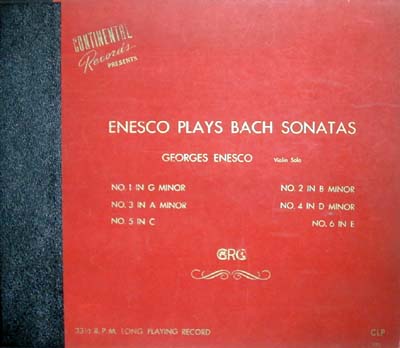 CONTINENTAL
Records
PRESENTS
ENESCO PLAYS BACH SONATAS
GEORGES ENESCO Violin Solo
NO. 1 IN G MINOR NO. 2 IN B MINOR
NO. 3 IN A MINOR NO. 4 IN D MINOR
NO. 5 IN C NO. 6 IN E
CRC
33⅓ R.P.M. LONG PLAYING RECORD CLP